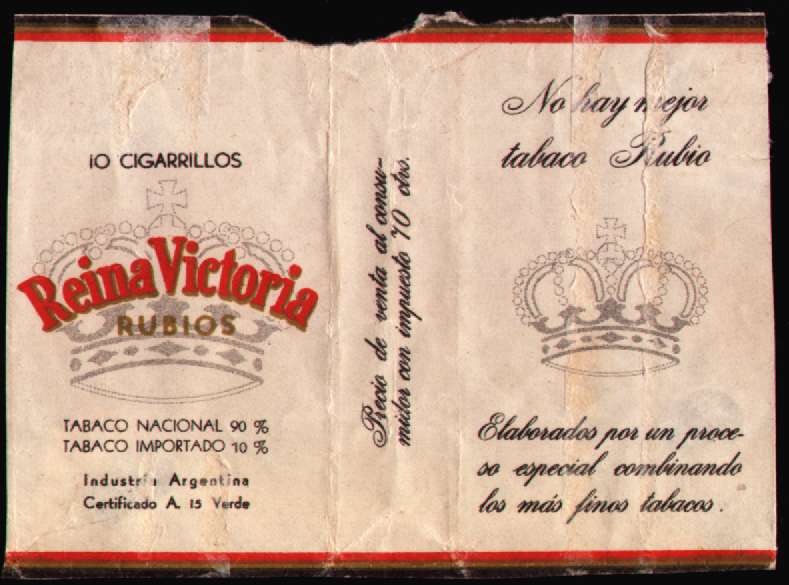 10 CIGARRILLOS
Reina Victoria
RUBIOS
TABACO NACIONAL 90 %
TABACO IMPORTADO 10 %
Industria Argentina
Certificado A. 15 Verde
Precio de venta al consu-
midor con impuesto 70 ctvs.
No hay mejor
tabaco Rubio
Elaborados por un proce-
so especial combinando
los más finos tabacos.